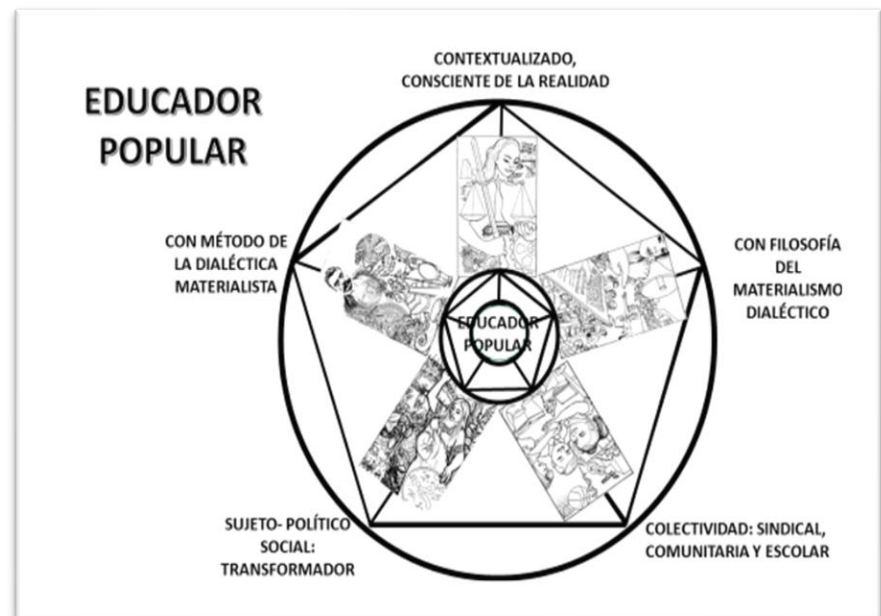 EDUCADOR
POPULAR
CONTEXTUALIZADO,
CONSCIENTE DE LA REALIDAD
CON MÉTODO DE
LA DIALÉCTICA
MATERIALISTA
CON FILOSOFÍA
DEL
MATERIALISMO
DIALÉCTICO
EDUCADOR
POPULAR
SUJETO- POLÍTICO
SOCIAL:
TRANSFORMADOR
COLECTIVIDAD: SINDICAL,
COMUNITARIA Y ESCOLAR